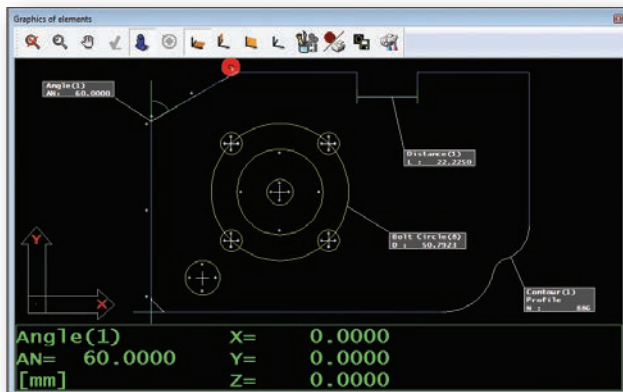 Graphics of elements
Angle(1)
AN: 60.0000
Distance(1)
L : 22.2250
Bolt Circle(8)
D : 50.7923
Contour(1)
Profile
N : 886
Y
X
Angle(1) X= 0.0000
AN= 60.0000 Y= 0.0000
[mm] Z= 0.0000